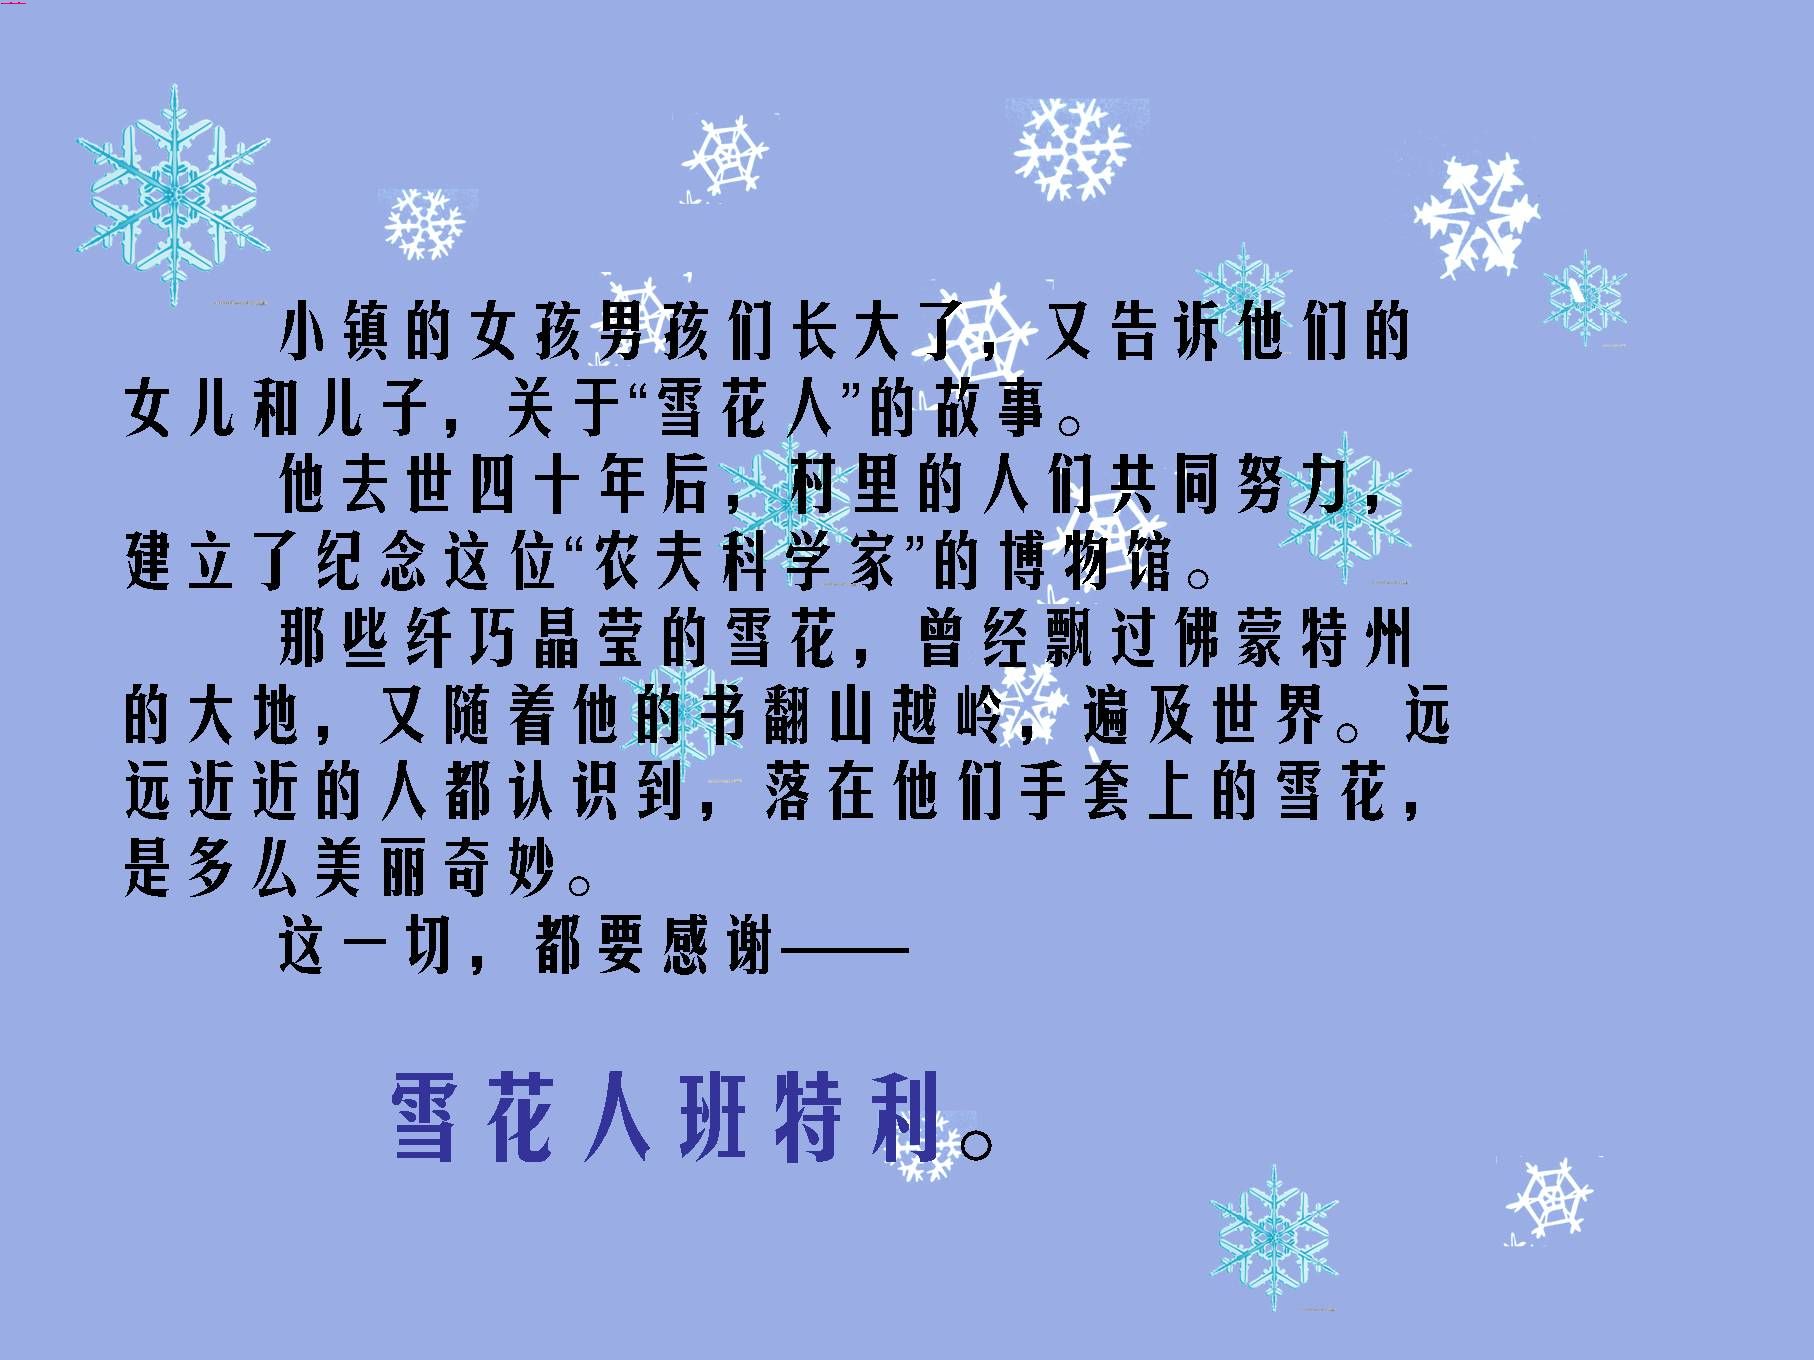 小镇的女孩男孩们长大了，又告诉他们的
女儿和儿子，关于“雪花人”的故事。
他去世四十年后，村里的人们共同努力，
建立了纪念这位“农夫科学家”的博物馆。
那些纤巧晶莹的雪花，曾经飘过佛蒙特州
的大地，又随着他的书翻山越岭，遍及世界。远
远近近的人都认识到，落在他们手套上的雪花，
是多么美丽奇妙。
这一切，都要感谢——
雪花人班特利。